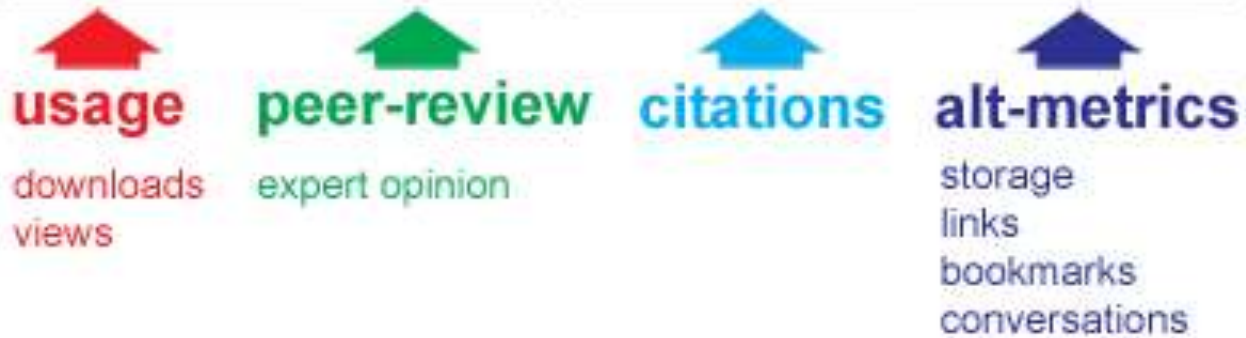 usage
downloads
views
peer-review
expert opinion
citations
alt-metrics
storage
links
bookmarks
conversations